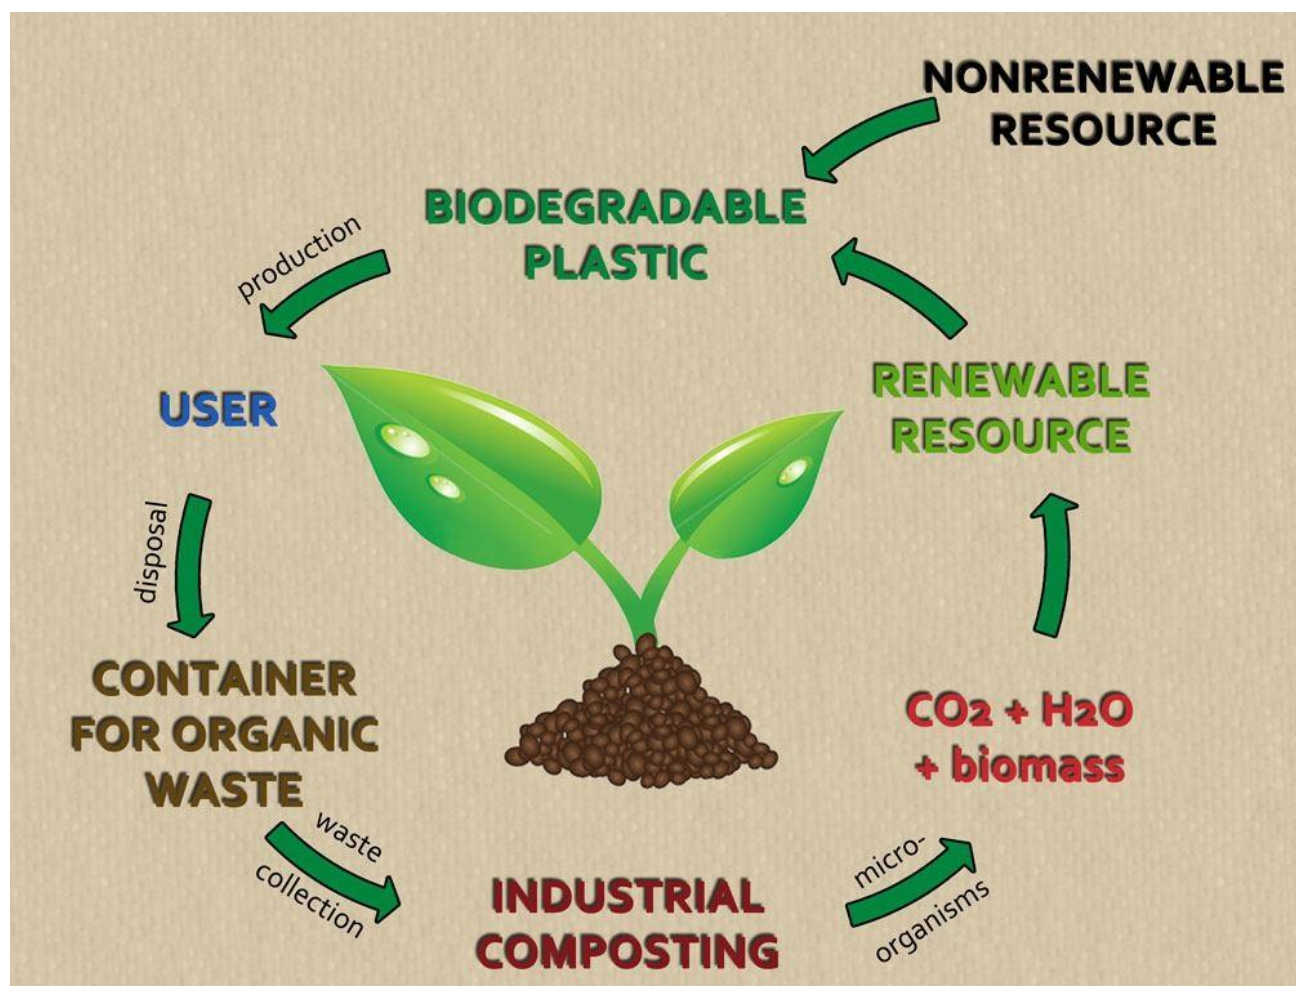 NONRENEWABLE
RESOURCE
BIODEGRADABLE
PLASTIC
production
USER
RENEWABLE
RESOURCE
disposal
CONTAINER
FOR ORGANIC
WASTE
CO2 + H2O
+ biomass
waste
collection
INDUSTRIAL
COMPOSTING
micro-
organisms